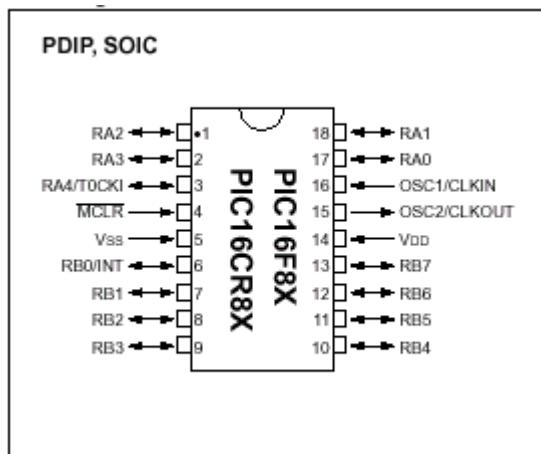 PDIP, SOIC
RA2 1 18 RA1
RA3 2 17 RA0
RA4/T0CKI 3 16 OSC1/CLKIN
MCLR 4 15 OSC2/CLKOUT
VSS 5 14 VDD
RB0/INT 6 13 RB7
RB1 7 12 RB6
RB2 8 11 RB5
RB3 9 10 RB4
PIC16F8X
PIC16CR8X